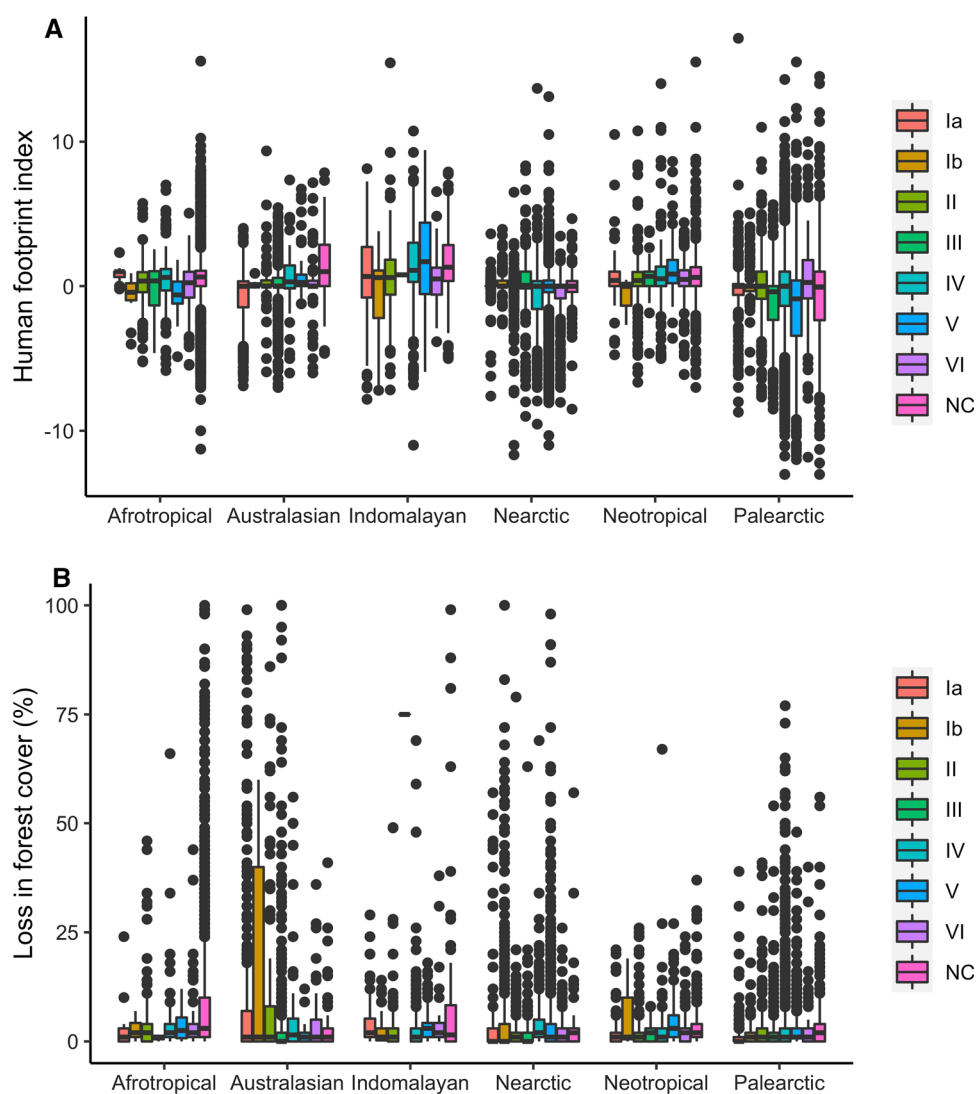 A
Human footprint index
10
0
-10
Afrotropical Australasian Indomalayan Nearctic Neotropical Palearctic
Ia
Ib
II
III
IV
V
VI
NC
B
Loss in forest cover (%)
100
75
50
25
0
Afrotropical Australasian Indomalayan Nearctic Neotropical Palearctic
Ia
Ib
II
III
IV
V
VI
NC